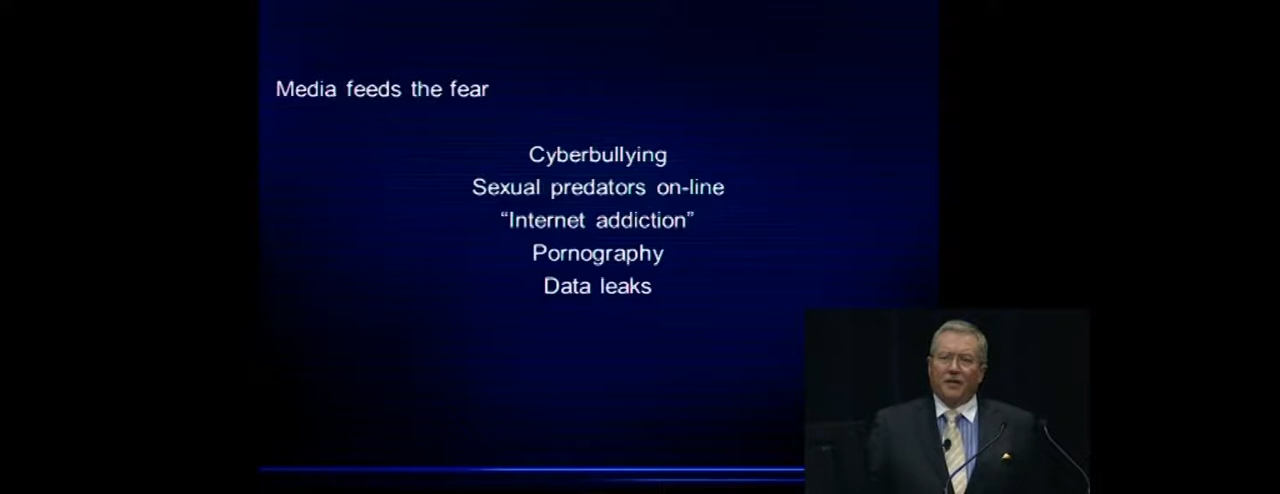 Media feeds the fear
Cyberbullying
Sexual predators on-line
“Internet addiction”
Pornography
Data leaks